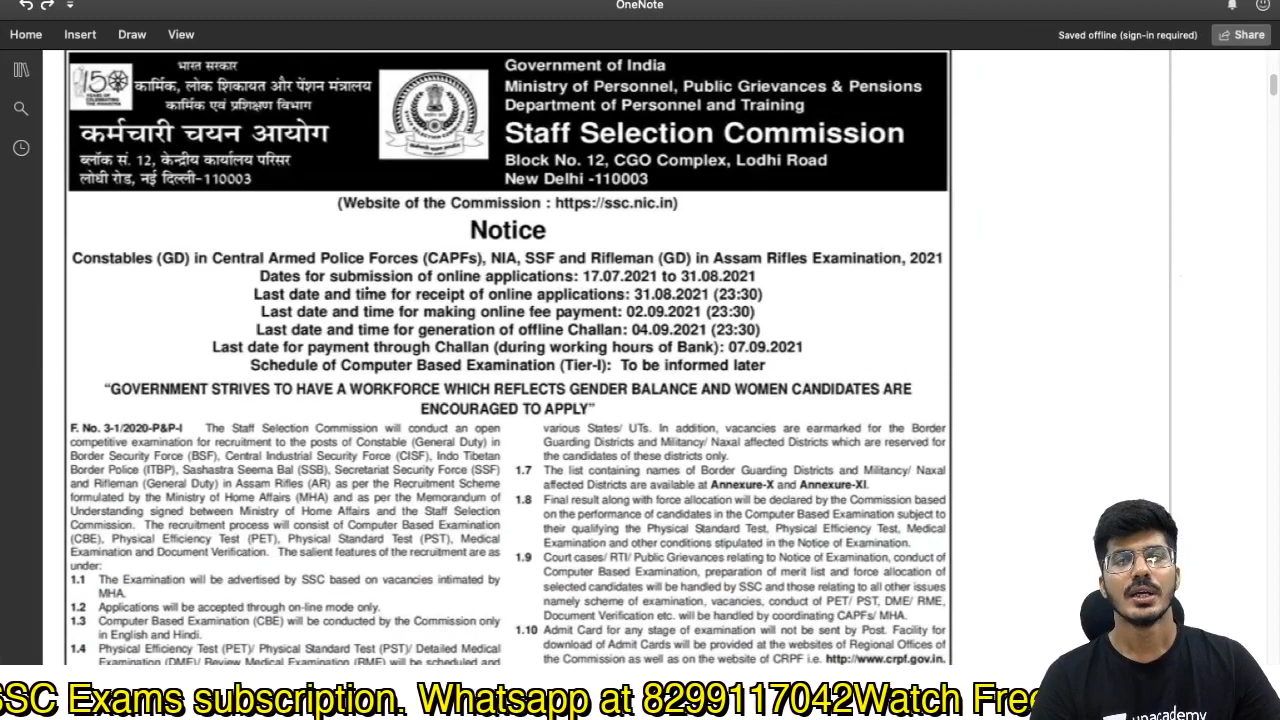 OneNote
Home Insert Draw View Saved offline (sign-in required) Share
भारत सरकार
कार्मिक, लोक शिकायत और पेंशन मंत्रालय
कार्मिक एवं प्रशिक्षण विभाग
कर्मचारी चयन आयोग
ब्लॉक सं. 12, केन्द्रीय कार्यालय परिसर
लोधी रोड, नई दिल्ली-110003
Government of India
Ministry of Personnel, Public Grievances & Pensions
Department of Personnel and Training
Staff Selection Commission
Block No. 12, CGO Complex, Lodhi Road
New Delhi -110003
(Website of the Commission : https://ssc.nic.in)
Notice
Constables (GD) in Central Armed Police Forces (CAPFs), NIA, SSF and Rifleman (GD) in Assam Rifles Examination, 2021
Dates for submission of online applications: 17.07.2021 to 31.08.2021
Last date and time for receipt of online applications: 31.08.2021 (23:30)
Last date and time for making online fee payment: 02.09.2021 (23:30)
Last date and time for generation of offline Challan: 04.09.2021 (23:30)
Last date for payment through Challan (during working hours of Bank): 07.09.2021
Schedule of Computer Based Examination (Tier-I): To be informed later
“GOVERNMENT STRIVES TO HAVE A WORKFORCE WHICH REFLECTS GENDER BALANCE AND WOMEN CANDIDATES ARE
ENCOURAGED TO APPLY”
F. No. 3-1/2020-P&P-I The Staff Selection Commission will conduct an open
competitive examination for recruitment to the posts of Constable (General Duty) in
Border Security Force (BSF), Central Industrial Security Force (CISF), Indo Tibetan
Border Police (ITBP), Sashastra Seema Bal (SSB), Secretariat Security Force (SSF)
and Rifleman (General Duty) in Assam Rifles (AR) as per the Recruitment Scheme
formulated by the Ministry of Home Affairs (MHA) and as per the Memorandum of
Understanding signed between Ministry of Home Affairs and the Staff Selection
Commission. The recruitment process will consist of Computer Based Examination
(CBE), Physical Efficiency Test (PET), Physical Standard Test (PST), Medical
Examination and Document Verification. The salient features of the recruitment are as
under:
1.1 The Examination will be advertised by SSC based on vacancies intimated by
MHA.
1.2 Applications will be accepted through on-line mode only.
1.3 Computer Based Examination (CBE) will be conducted by the Commission only
in English and Hindi.
1.4 Physical Efficiency Test (PET)/ Physical Standard Test (PST)/ Detailed Medical
Examination (DME)/ Review Medical Examination (RME) will be scheduled and
various States/ UTs. In addition, vacancies are earmarked for the Border
Guarding Districts and Militancy/ Naxal affected Districts which are reserved for
the candidates of these districts only.
1.7 The list containing names of Border Guarding Districts and Militancy/ Naxal
affected Districts are available at Annexure-X and Annexure-XI.
1.8 Final result along with force allocation will be declared by the Commission based
on the performance of candidates in the Computer Based Examination subject to
their qualifying the Physical Standard Test, Physical Efficiency Test, Medical
Examination and other conditions stipulated in the Notice of Examination.
1.9 Court cases/ RTI/ Public Grievances relating to Notice of Examination, conduct of
Computer Based Examination, preparation of merit list and force allocation of
selected candidates will be handled by SSC and those relating to all other issues
namely scheme of examination, vacancies, conduct of PET/ PST, DME/ RME,
Document Verification etc. will be handled by coordinating CAPFs/ MHA.
1.10 Admit Card for any stage of examination will not be sent by Post. Facility for
download of Admit Cards will be provided at the websites of Regional Offices of
the Commission as well as on the website of CRPF i.e. http://www.crpf.gov.in.
SSC Exams subscription. Whatsapp at 8299117042Watch Free
unacademy